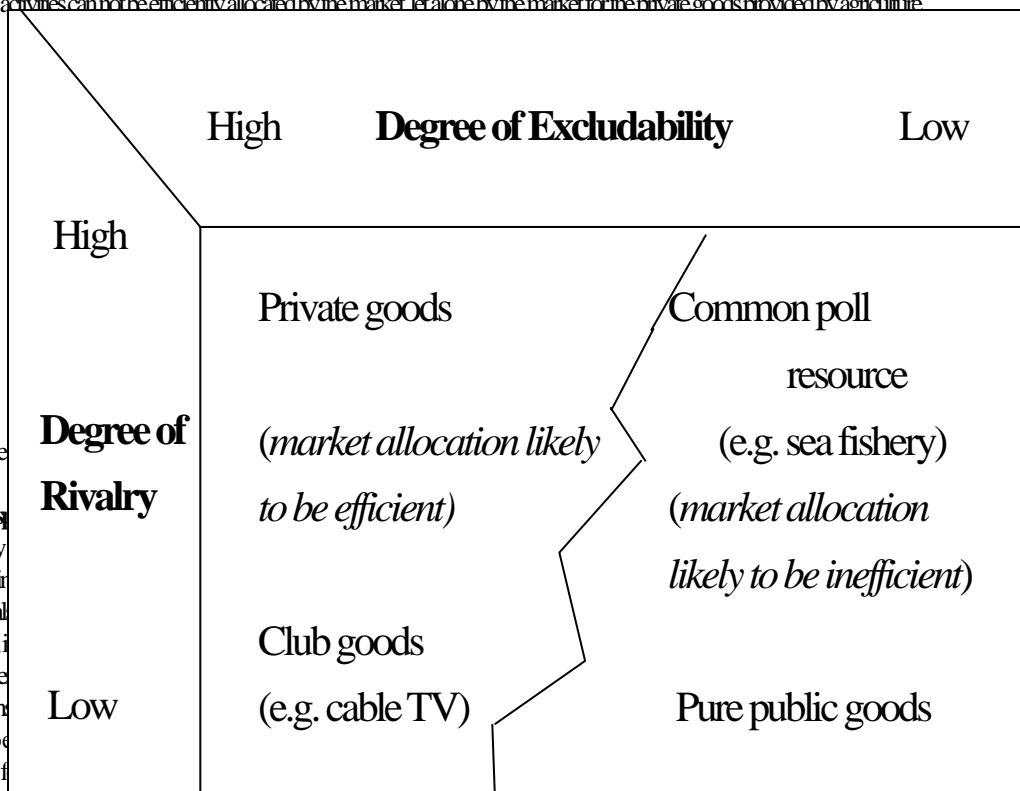 activities can not be efficiently allocated by the market, let alone by the market for the private goods provided by agriculture.
High Degree of Excludability Low
High
Private goods
Common poll
resource
Degree of
Rivalry
(market allocation likely
to be efficient)
(e.g. sea fishery)
(market allocation
likely to be inefficient)
Club goods
(e.g. cable TV)
Low
Pure public goods